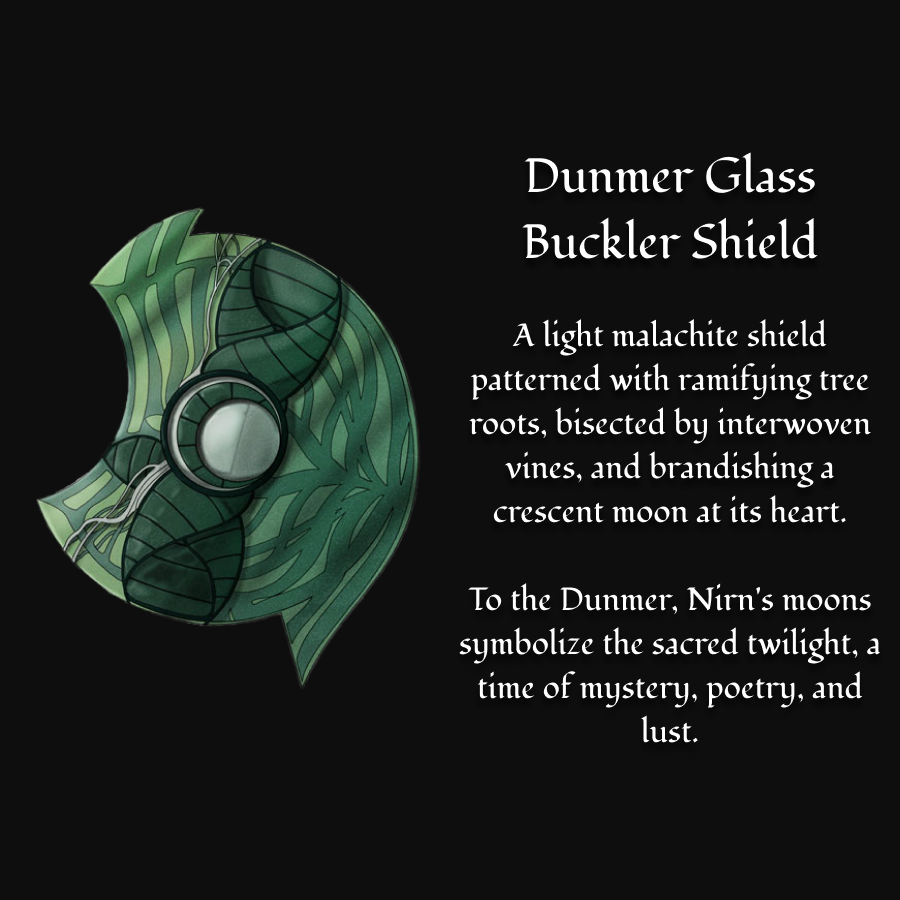 Dunmer Glass
Buckler Shield
A light malachite shield
patterned with ramifying tree
roots, bisected by interwoven
vines, and brandishing a
crescent moon at its heart.
To the Dunmer, Nirn's moons
symbolize the sacred twilight, a
time of mystery, poetry, and
lust.